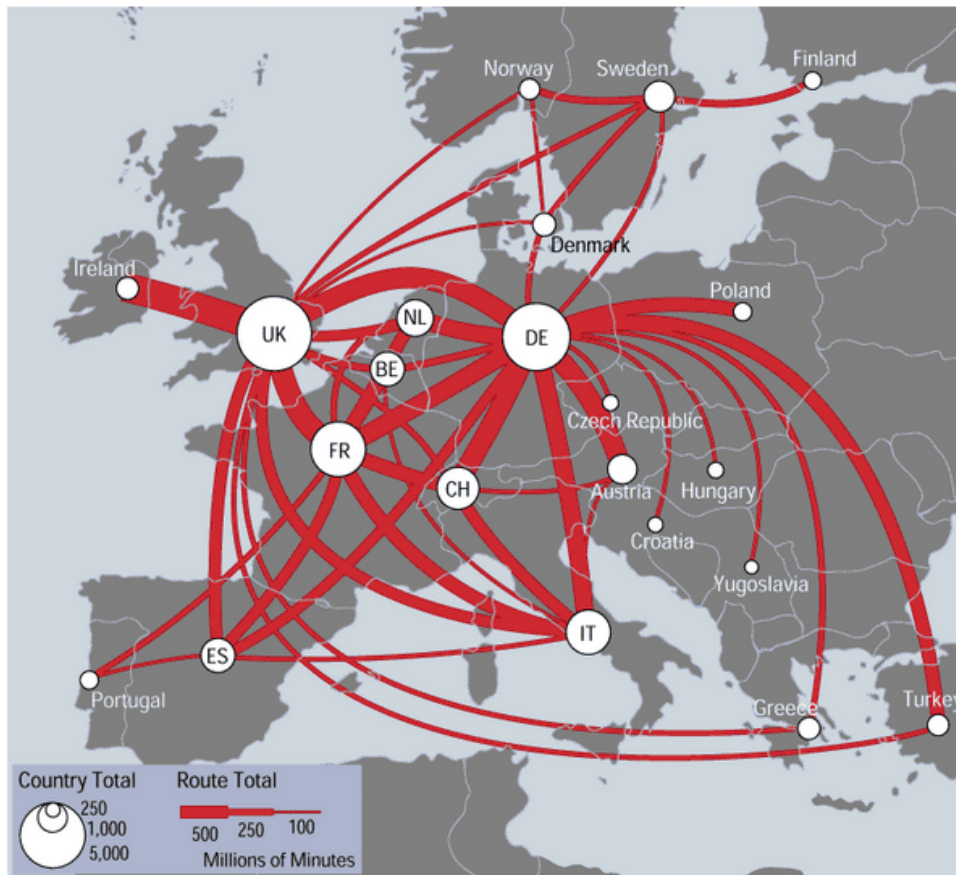 Norway
Sweden
Finland
Denmark
Ireland
UK
NL
DE
Poland
BE
Czech Republic
FR
CH
Austria
Hungary
Croatia
Yugoslavia
IT
ES
Portugal
Greece
Turkey
Country Total
250
1,000
5,000
Route Total
500 250 100
Millions of Minutes